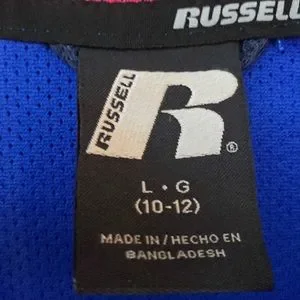 RUSSELL
RUSSELL
R®
L • G
(10-12)
MADE IN / HECHO EN
BANGLADESH